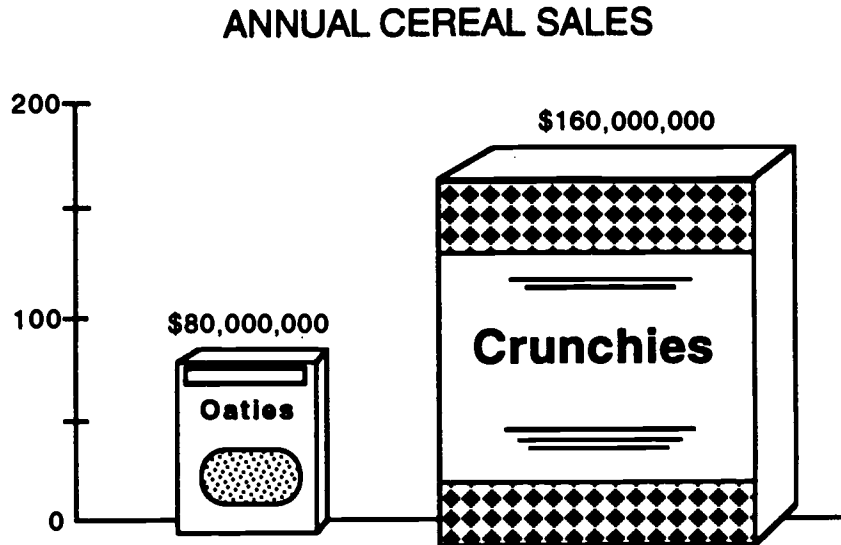 ANNUAL CEREAL SALES
200
$160,000,000
100
$80,000,000
Crunchies
Oaties
0